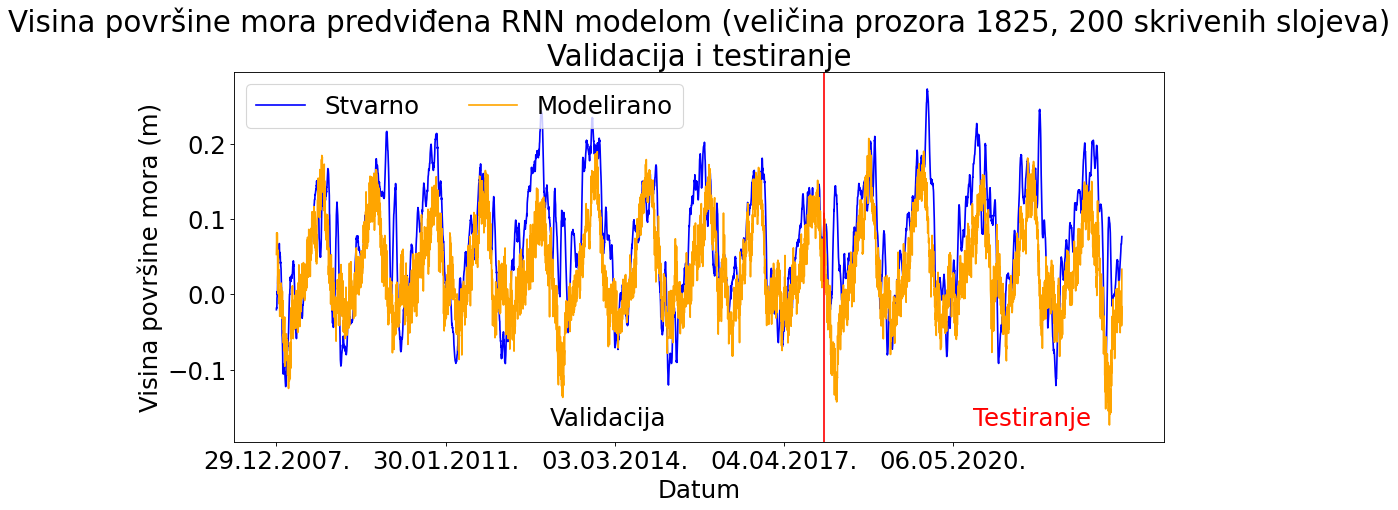 Visina površine mora predviđena RNN modelom (veličina prozora 1825, 200 skrivenih slojeva)
Validacija i testiranje
Stvarno Modelirano
Visina površine mora (m)
0.2
0.1
0.0
−0.1
Validacija Testiranje
29.12.2007. 30.01.2011. 03.03.2014. 04.04.2017. 06.05.2020.
Datum